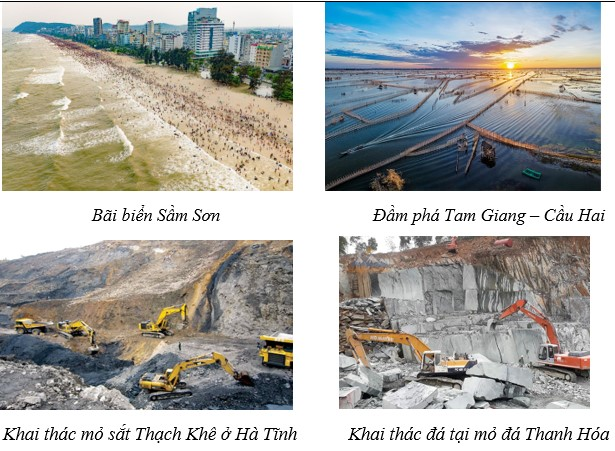 Bãi biển Sầm Sơn
Đầm phá Tam Giang – Cầu Hai
Khai thác mỏ sắt Thạch Khê ở Hà Tĩnh
Khai thác đá tại mỏ đá Thanh Hóa